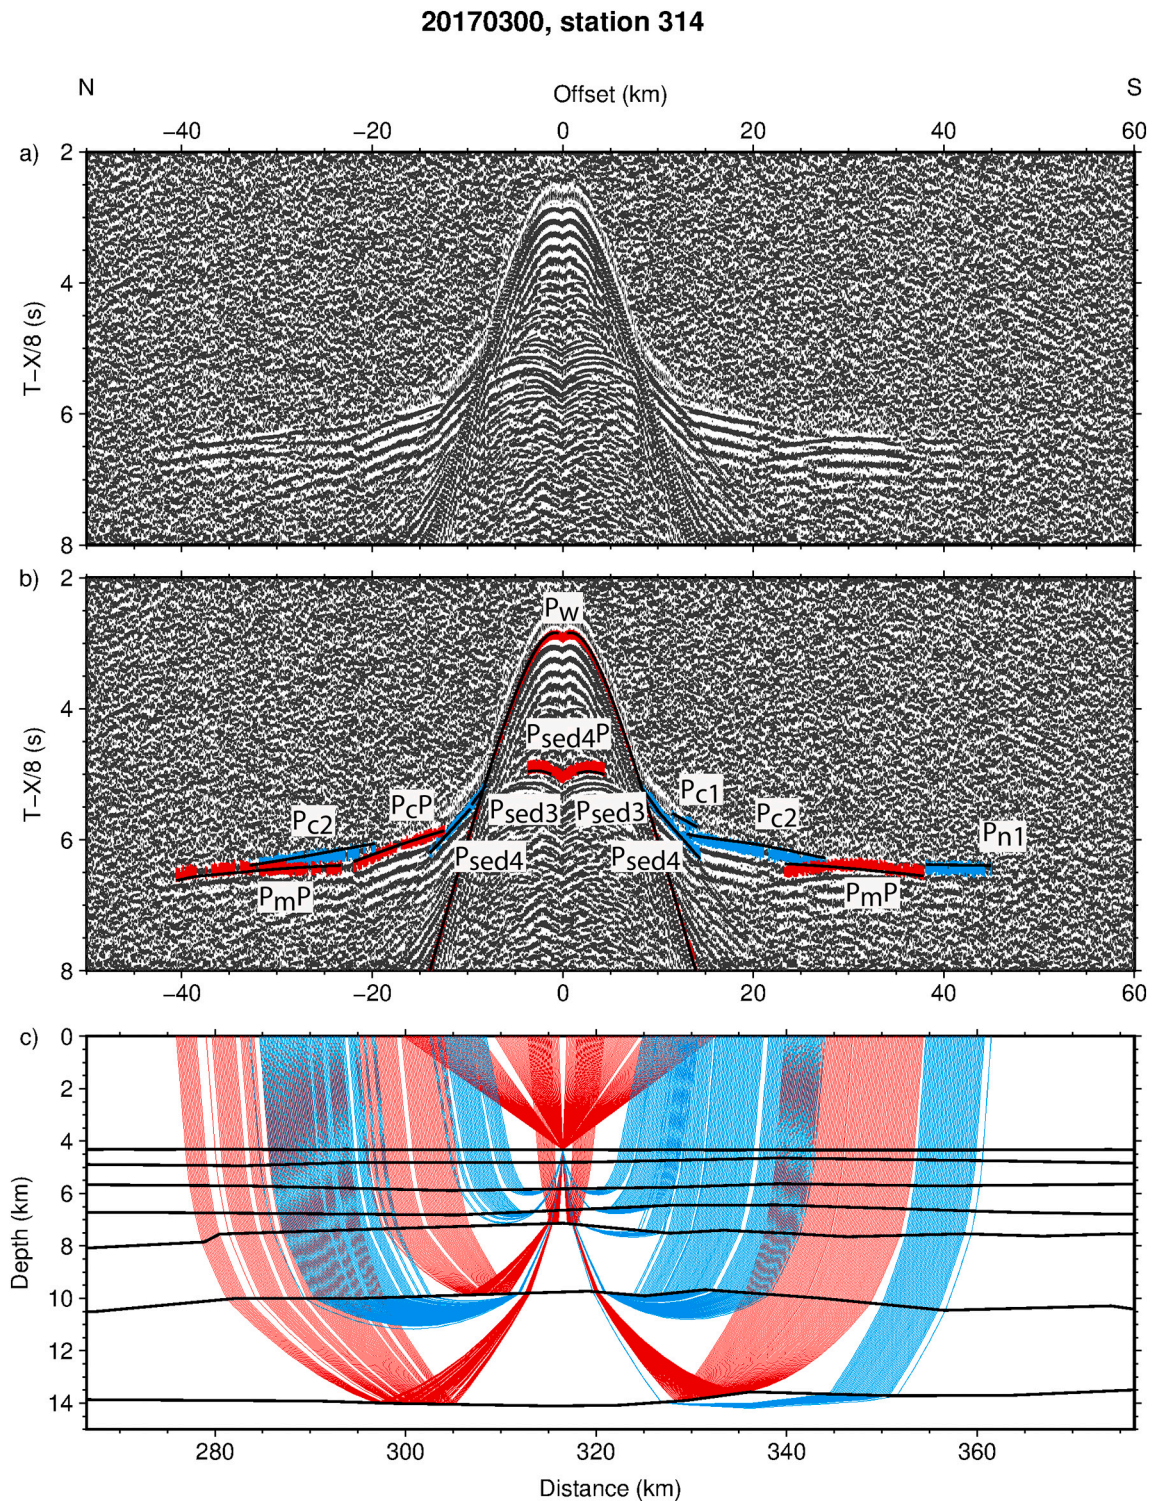 20170300, station 314
N S
Offset (km)
−40 −20 0 20 40 60
a)
2
4
6
8
T−X/8 (s)
b)
2
4
6
8
T−X/8 (s)
Pw
Psed4P
Pc1
PcP
Psed3 Psed3
Pc2 Pc2
Pn1
Psed4 Psed4
PmP PmP
−40 −20 0 20 40 60
c)
0
2
4
6
8
10
12
14
Depth (km)
280 300 320 340 360
Distance (km)